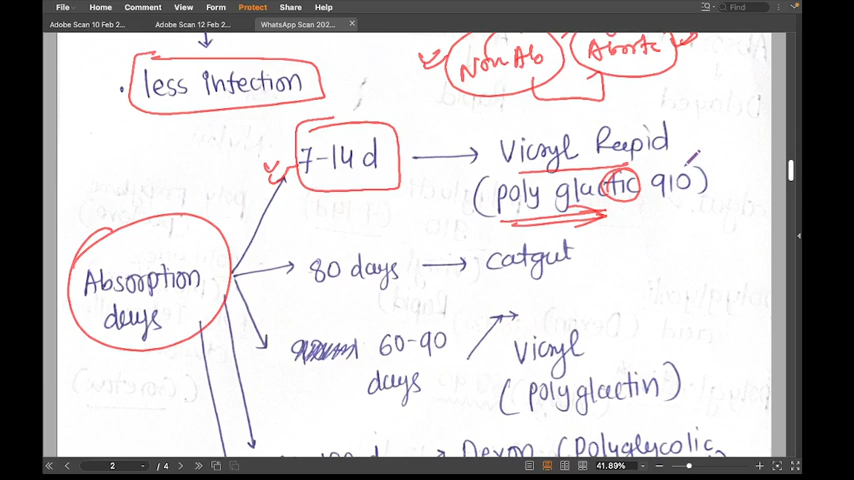 File Home Comment View Form Protect Share Help Find
Adobe Scan 10 Feb 2... Adobe Scan 12 Feb 2... WhatsApp Scan 202...
Non Ab
less infection
7-14 d → Vicryl Rapid
(poly glactic 910)
Absorption
days
80 days → catgut
60-90
days
Vicryl
(polyglactin)
Dexon (Polyglycolic
2 / 4 41.89%